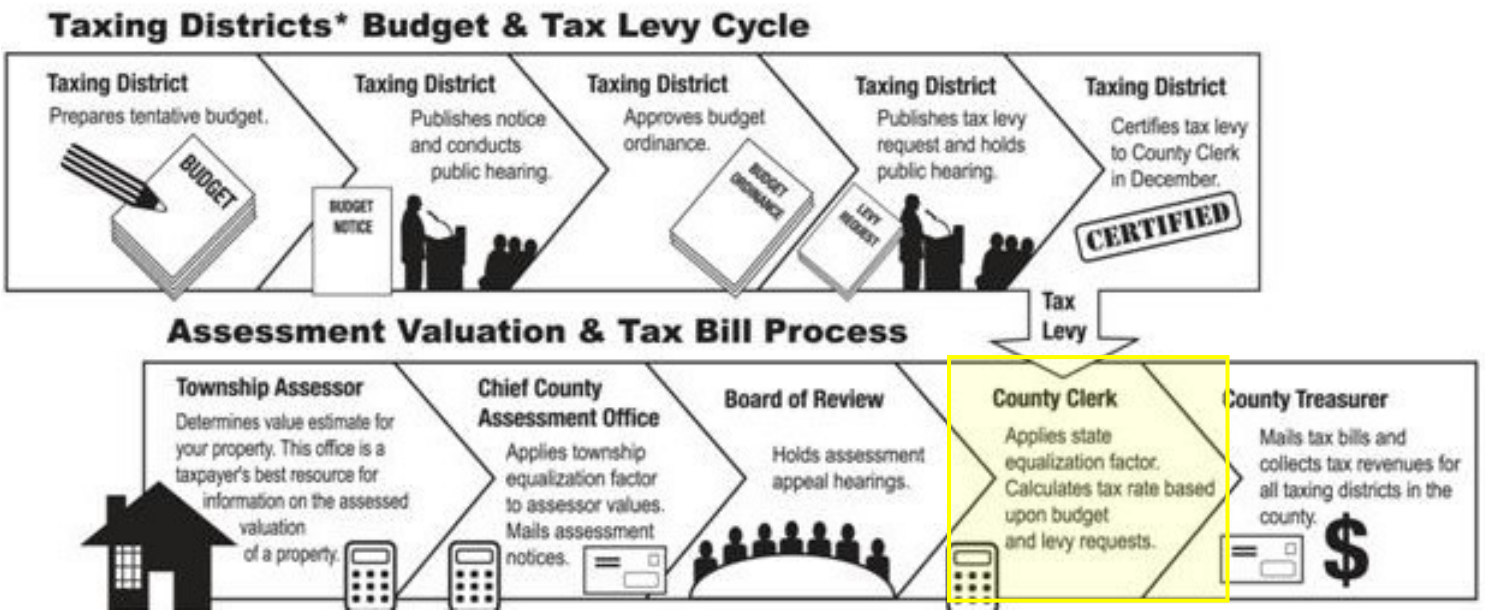 Taxing Districts* Budget & Tax Levy Cycle
Taxing District
Prepares tentative budget.
BUDGET
Taxing District
Publishes notice
and conducts
public hearing.
BUDGET
NOTICE
Taxing District
Approves budget
ordinance.
BUDGET
ORDINANCE
Taxing District
Publishes tax levy
request and holds
public hearing.
LEVY
REQUEST
Taxing District
Certifies tax levy
to County Clerk
in December.
CERTIFIED
Tax
Levy
Assessment Valuation & Tax Bill Process
Township Assessor
Determines value estimate for
your property. This office is a
taxpayer's best resource for
information on the assessed
valuation
of a property.
Chief County
Assessment Office
Applies township
equalization factor
to assessor values.
Mails assessment
notices.
Board of Review
Holds assessment
appeal hearings.
County Clerk
Applies state
equalization factor.
Calculates tax rate based
upon budget
and levy requests.
County Treasurer
Mails tax bills and
collects tax revenues for
all taxing districts in the
county.
$